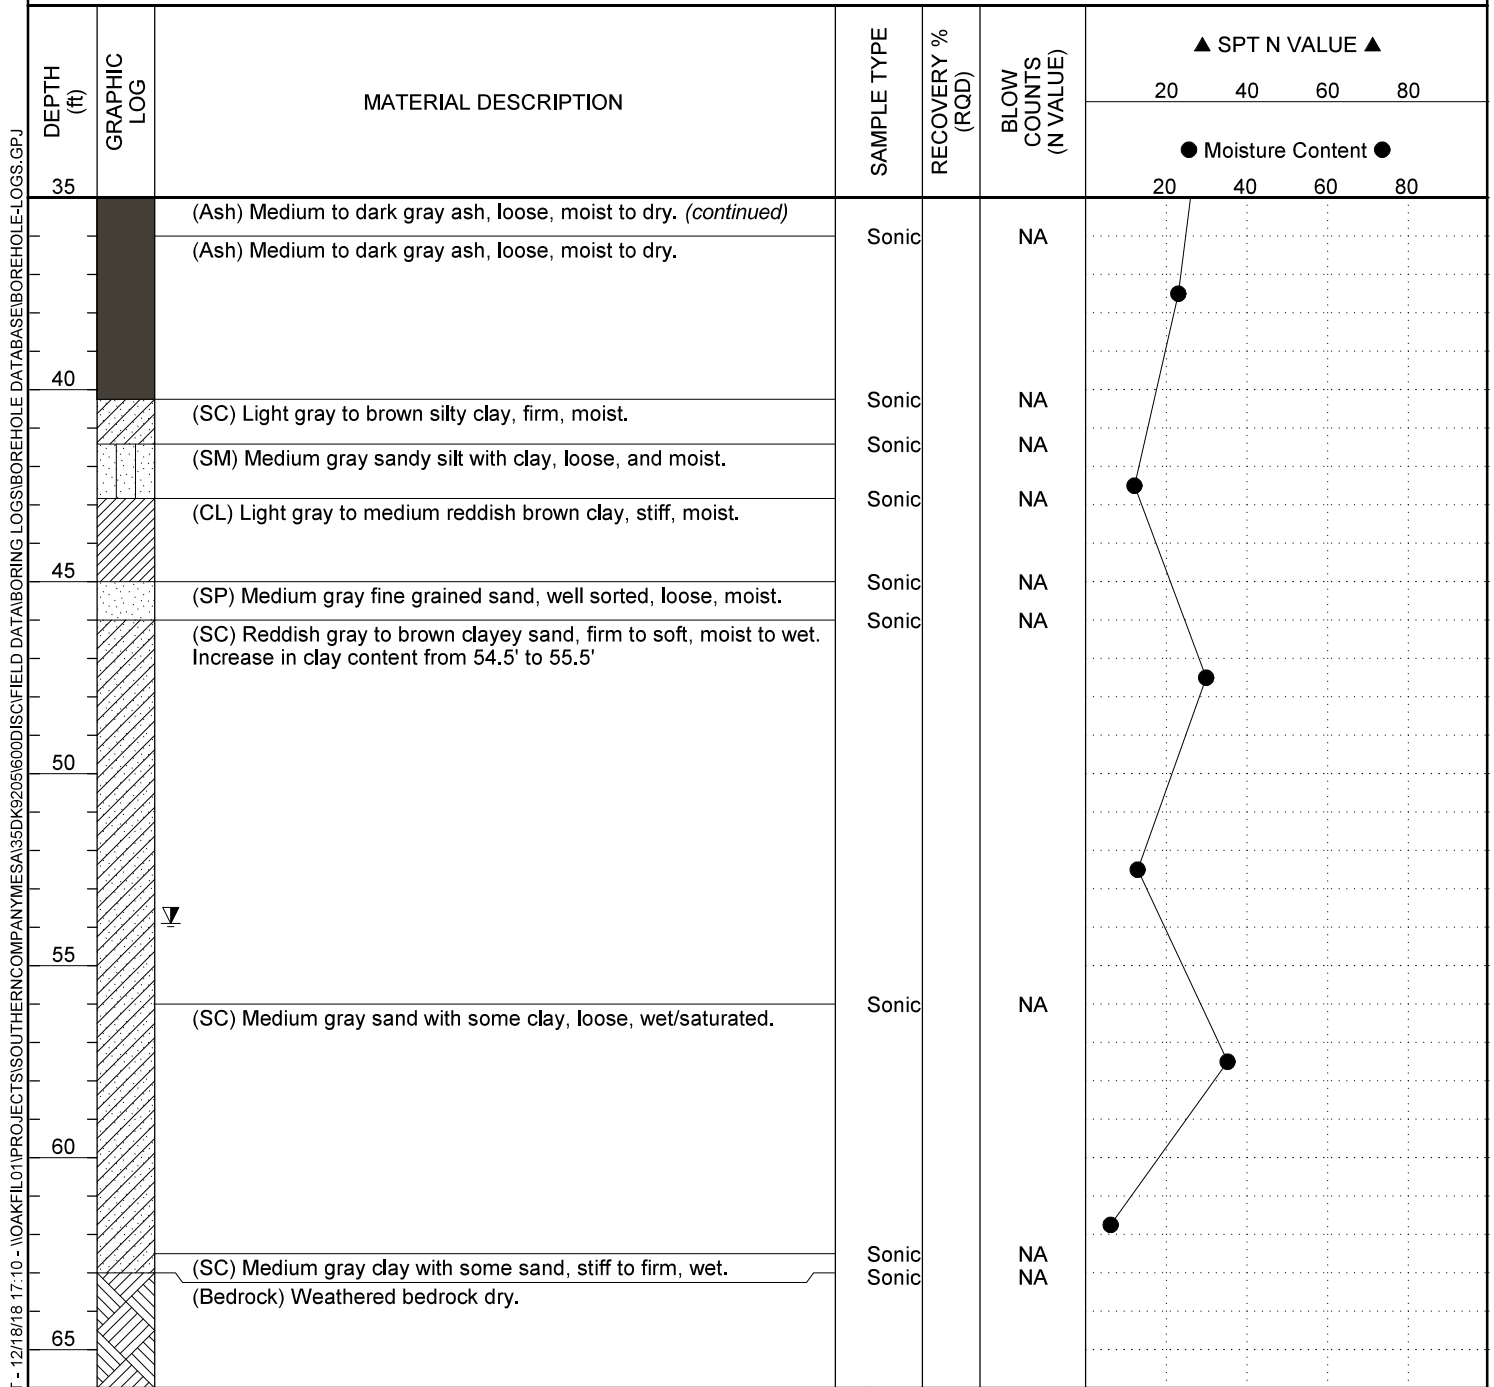 DEPTH
(ft)
GRAPHIC
LOG
MATERIAL DESCRIPTION
SAMPLE TYPE
RECOVERY %
(RQD)
BLOW
COUNTS
(N VALUE)
▲ SPT N VALUE ▲
20 40 60 80
● Moisture Content ●
20 40 60 80
35
(Ash) Medium to dark gray ash, loose, moist to dry. (continued)
Sonic NA
(Ash) Medium to dark gray ash, loose, moist to dry.
40
Sonic NA
(SC) Light gray to brown silty clay, firm, moist.
Sonic NA
(SM) Medium gray sandy silt with clay, loose, and moist.
Sonic NA
(CL) Light gray to medium reddish brown clay, stiff, moist.
45
Sonic NA
(SP) Medium gray fine grained sand, well sorted, loose, moist.
Sonic NA
(SC) Reddish gray to brown clayey sand, firm to soft, moist to wet.
Increase in clay content from 54.5' to 55.5'
50
55
Sonic NA
(SC) Medium gray sand with some clay, loose, wet/saturated.
60
Sonic NA
(SC) Medium gray clay with some sand, stiff to firm, wet.
Sonic NA
(Bedrock) Weathered bedrock dry.
65
- 12/18/18 17:10 - \\OAKFIL01\PROJECTS\SOUTHERNCOMPANYMESA\35DK9205\600DISC\FIELD DATA\BORING LOGS\BOREHOLE DATABASE\BOREHOLE-LOGS.GPJ